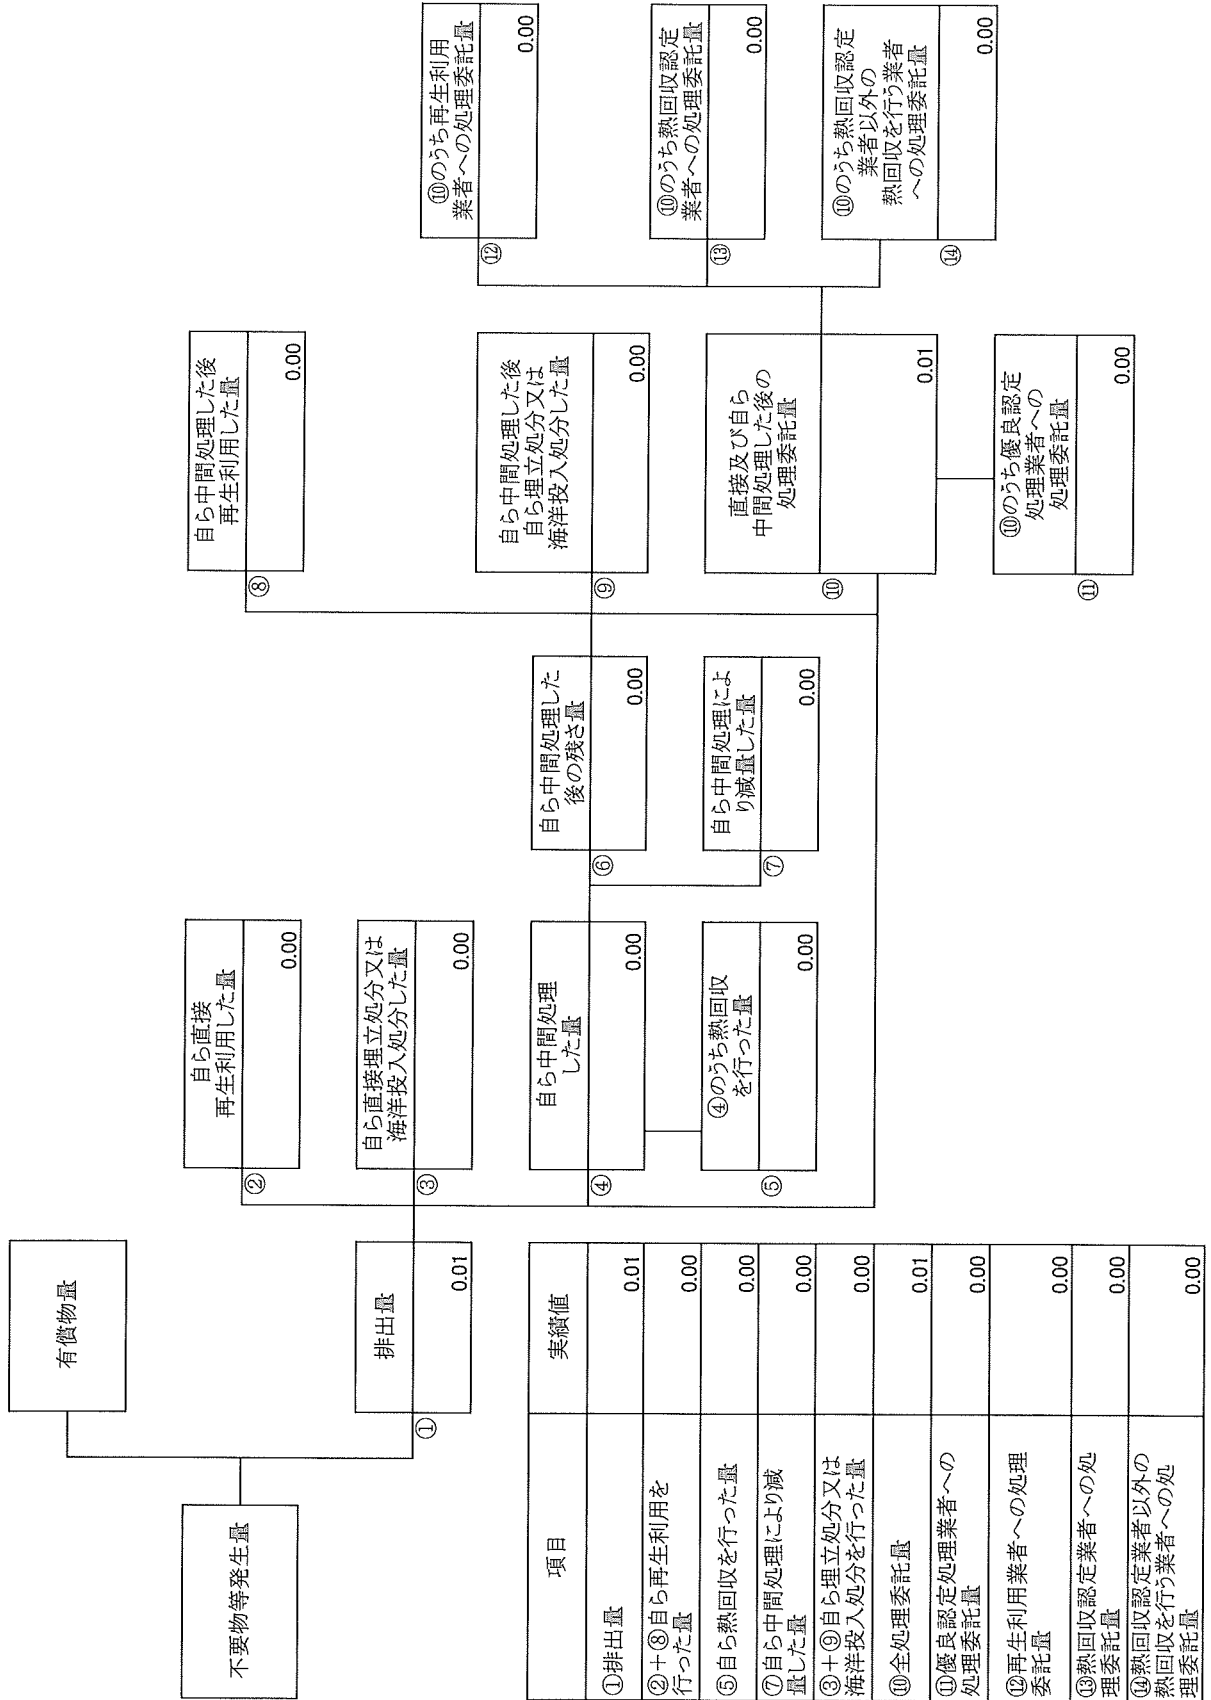 不要物等発生量
有償物量
排出量
①
0.01
自ら直接
再生利用した量
②
0.00
自ら直接埋立処分又は
海洋投入処分した量
③
0.00
自ら中間処理
した量
④
0.00
④のうち熱回収
を行った量
⑤
0.00
自ら中間処理した
後の残さ量
⑥
0.00
自ら中間処理によ
り減量した量
⑦
0.00
自ら中間処理した後
再生利用した量
⑧
0.00
自ら中間処理した後
自ら埋立処分又は
海洋投入処分した量
⑨
0.00
直接及び自ら
中間処理した後の
処理委託量
⑩
0.01
⑩のうち優良認定
処理業者への
処理委託量
⑪
0.00
⑩のうち再生利用
業者への処理委託量
⑫
0.00
⑩のうち熱回収認定
業者への処理委託量
⑬
0.00
⑩のうち熱回収認定
業者以外の
熱回収を行う業者
への処理委託量
⑭
0.00
項目 実績値
①排出量 0.01
②+⑧自ら再生利用を
行った量 0.00
⑤自ら熱回収を行った量 0.00
⑦自ら中間処理により減
量した量 0.00
③+⑨自ら埋立処分又は
海洋投入処分を行った量 0.00
⑩全処理委託量 0.01
⑪優良認定処理業者への
処理委託量 0.00
⑫再生利用業者への処理
委託量 0.00
⑬熱回収認定業者への処
理委託量 0.00
⑭熱回収認定業者以外の
熱回収を行う業者への処
理委託量 0.00